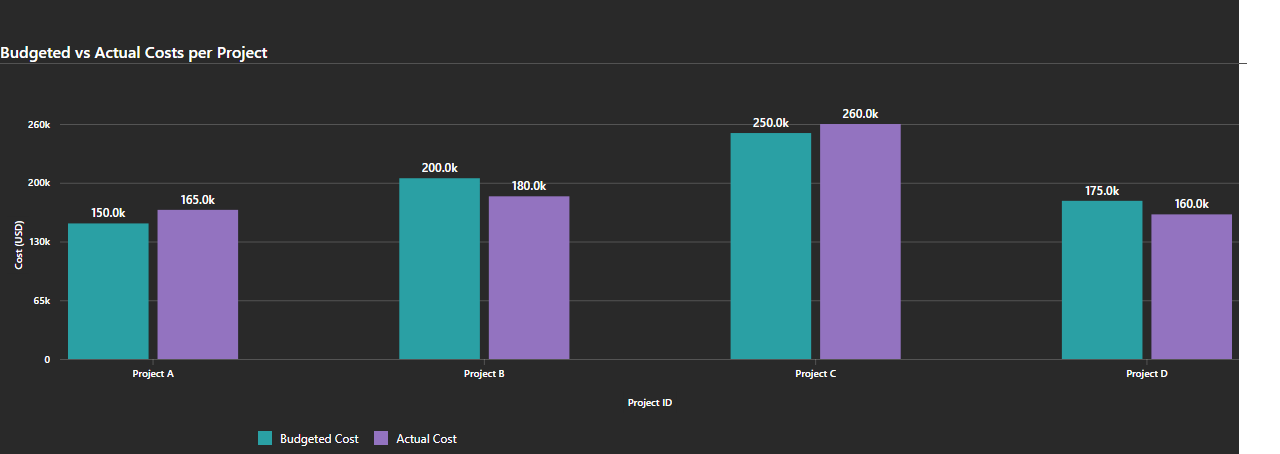 Budgeted vs Actual Costs per Project
260k
200k
130k
65k
0
Cost (USD)
150.0k
165.0k
200.0k
180.0k
250.0k
260.0k
175.0k
160.0k
Project A
Project B
Project C
Project D
Project ID
Budgeted Cost
Actual Cost